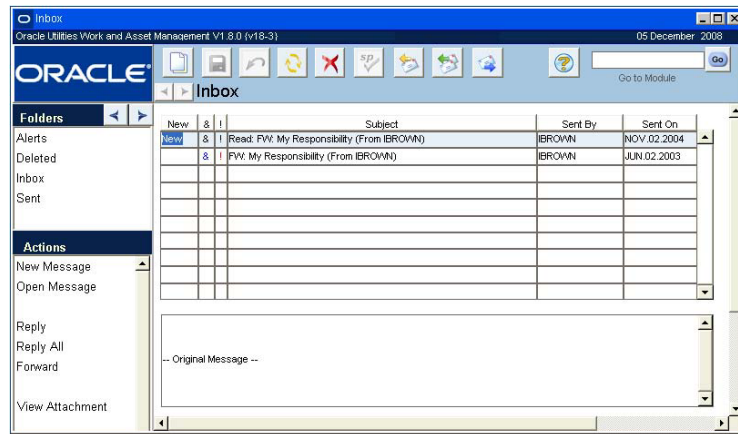 Inbox
Oracle Utilities Work and Asset Management V1.8.0 (v18-3) 05 December 2008
ORACLE
sp
?
Go
Go to Module
Inbox
Folders
Alerts
Deleted
Inbox
Sent
Actions
New Message
Open Message
Reply
Reply All
Forward
View Attachment
New & ! Subject Sent By Sent On
New & ! Read: FW: My Responsibility (From IBROWN) IBROWN NOV.02.2004
& ! FW: My Responsibility (From IBROWN) IBROWN JUN.02.2003
-- Original Message --